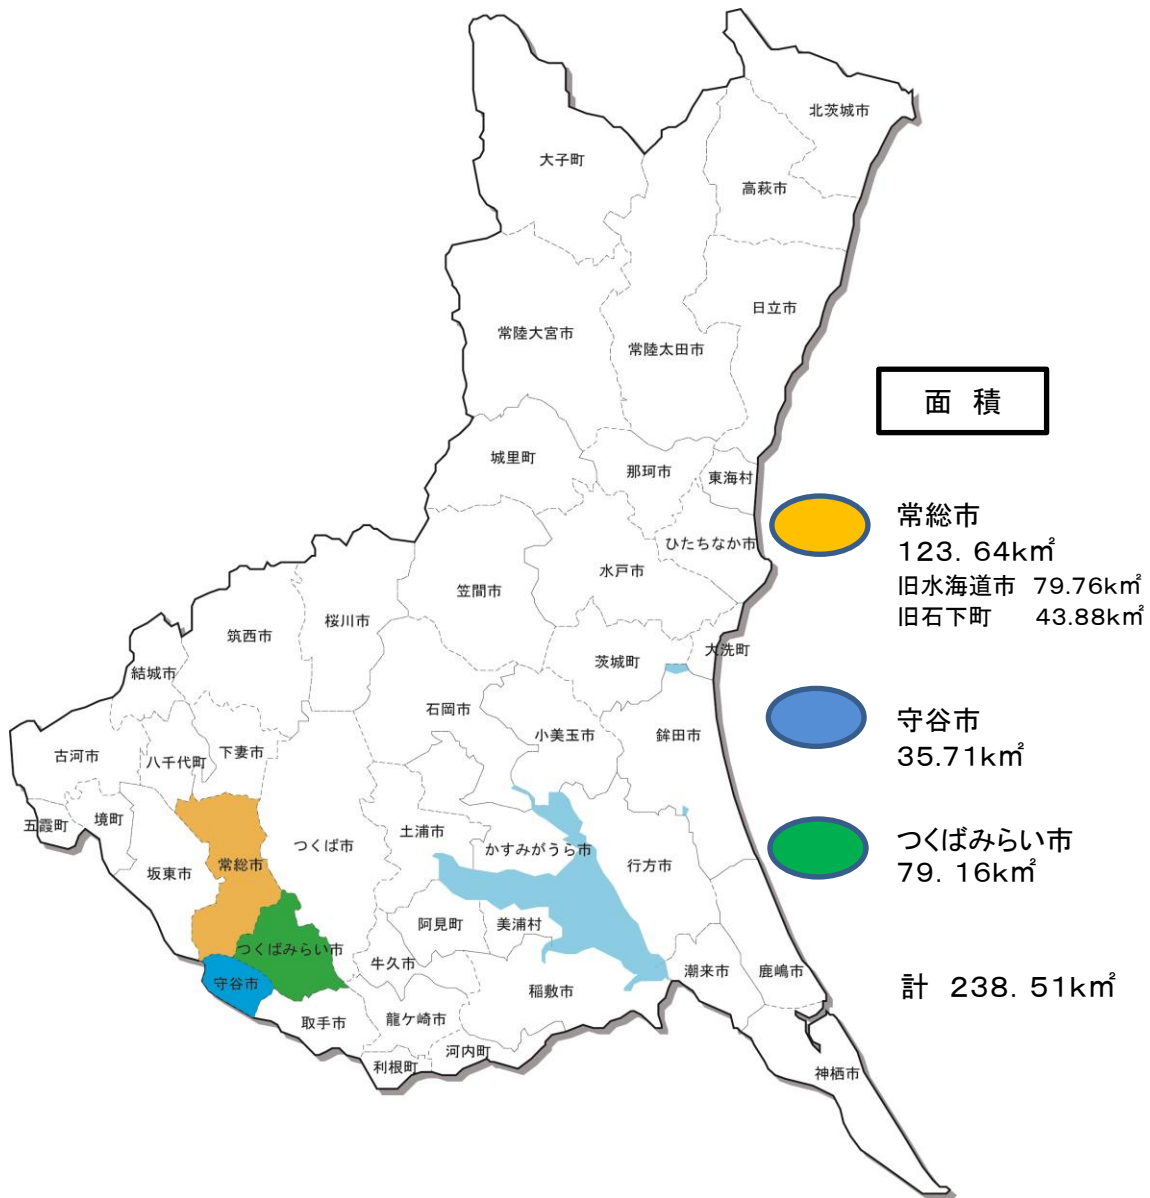 北茨城市
大子町
高萩市
日立市
常陸大宮市
常陸太田市
面 積
城里町
那珂市
東海村
常総市
123. 64k㎡
旧水海道市 79.76k㎡
旧石下町 43.88k㎡
ひたちなか市
水戸市
笠間市
桜川市
筑西市
茨城町
大洗町
結城市
石岡市
小美玉市
鉾田市
守谷市
35.71k㎡
古河市
八千代町
下妻市
五霞町
境町
つくば市
土浦市
かすみがうら市
行方市
つくばみらい市
79. 16k㎡
坂東市
常総市
阿見町
美浦村
つくばみらい市
牛久市
守谷市
稲敷市
潮来市
鹿嶋市
計 238. 51k㎡
取手市
龍ケ崎市
河内町
利根町
神栖市